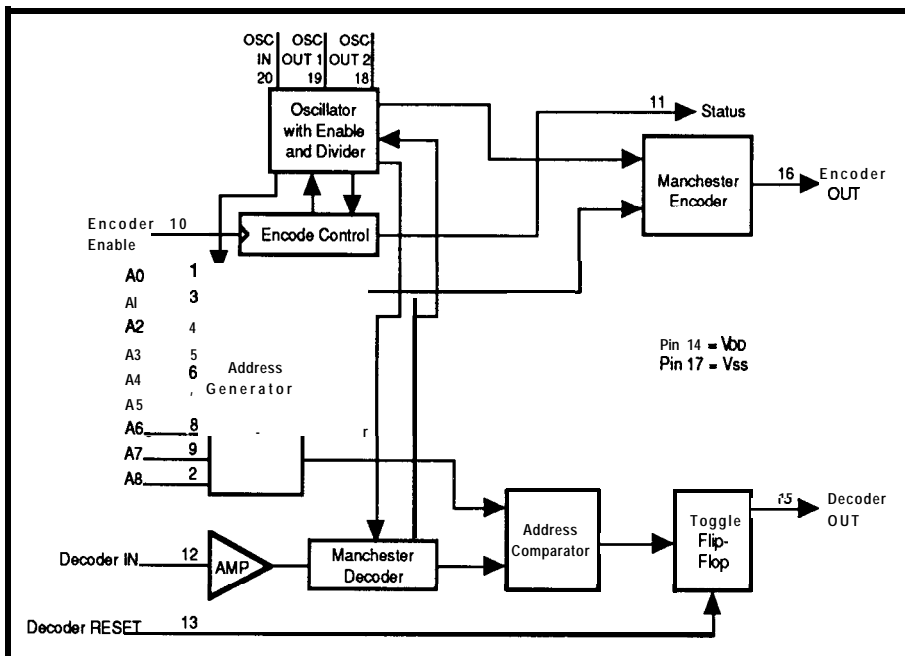 OSC OSC OSC
IN OUT 1 OUT 2
20 19 18
Oscillator
with Enable
and Divider
11 Status
Manchester
Encoder
16 Encoder
OUT
Encoder 10
Enable
Encode Control
A0 1
A1 3
A2 4
A3 5
A4 6
A5
A6 8
A7 9
A8 2
Address
Generator
Pin 14 = VDD
Pin 17 = VSS
r
15 Decoder
OUT
Toggle
Flip-
Flop
Address
Comparator
Decoder IN 12
AMP
Manchester
Decoder
Decoder RESET 13